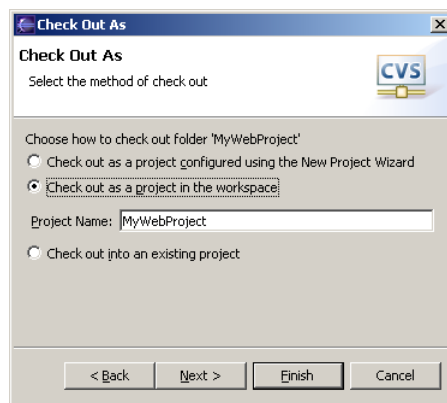 Check Out As
Check Out As
Select the method of check out
CVS
Choose how to check out folder 'MyWebProject'
Check out as a project configured using the New Project Wizard
Check out as a project in the workspace
Project Name: MyWebProject
Check out into an existing project
< Back Next > Finish Cancel